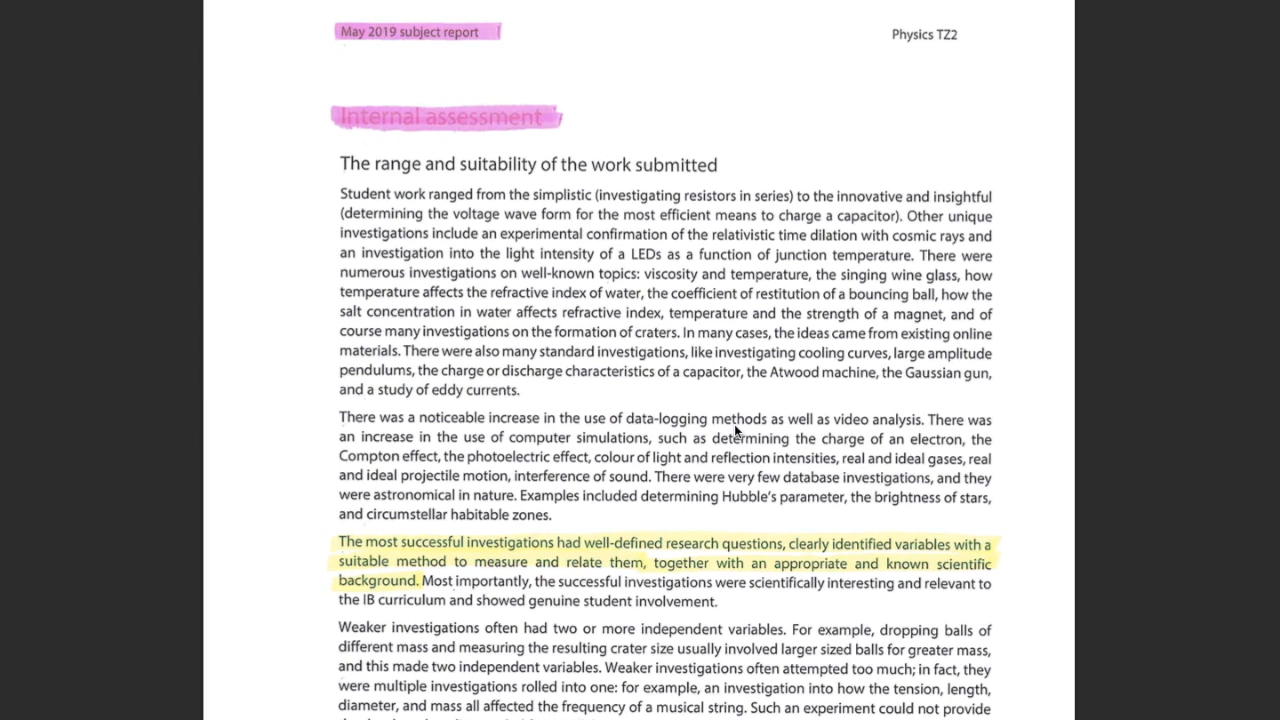 May 2019 subject report
Physics TZ2
Internal assessment
The range and suitability of the work submitted
Student work ranged from the simplistic (investigating resistors in series) to the innovative and insightful
(determining the voltage wave form for the most efficient means to charge a capacitor). Other unique
investigations include an experimental confirmation of the relativistic time dilation with cosmic rays and
an investigation into the light intensity of a LEDs as a function of junction temperature. There were
numerous investigations on well-known topics: viscosity and temperature, the singing wine glass, how
temperature affects the refractive index of water, the coefficient of restitution of a bouncing ball, how the
salt concentration in water affects refractive index, temperature and the strength of a magnet, and of
course many investigations on the formation of craters. In many cases, the ideas came from existing online
materials. There were also many standard investigations, like investigating cooling curves, large amplitude
pendulums, the charge or discharge characteristics of a capacitor, the Atwood machine, the Gaussian gun,
and a study of eddy currents.
There was a noticeable increase in the use of data-logging methods as well as video analysis. There was
an increase in the use of computer simulations, such as determining the charge of an electron, the
Compton effect, the photoelectric effect, colour of light and reflection intensities, real and ideal gases, real
and ideal projectile motion, interference of sound. There were very few database investigations, and they
were astronomical in nature. Examples included determining Hubble's parameter, the brightness of stars,
and circumstellar habitable zones.
The most successful investigations had well-defined research questions, clearly identified variables with a
suitable method to measure and relate them, together with an appropriate and known scientific
background. Most importantly, the successful investigations were scientifically interesting and relevant to
the IB curriculum and showed genuine student involvement.
Weaker investigations often had two or more independent variables. For example, dropping balls of
different mass and measuring the resulting crater size usually involved larger sized balls for greater mass,
and this made two independent variables. Weaker investigations often attempted too much; in fact, they
were multiple investigations rolled into one: for example, an investigation into how the tension, length,
diameter, and mass all affected the frequency of a musical string. Such an experiment could not provide